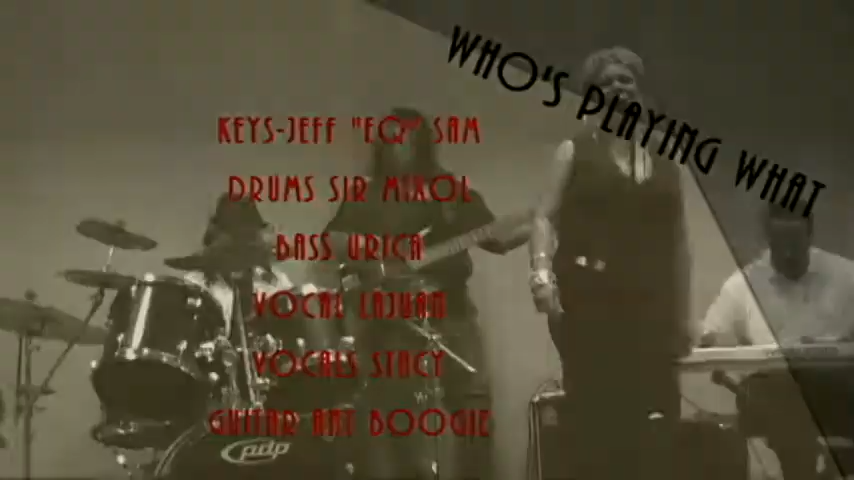 WHO'S PLAYING WHAT
KEYS-JEFF "EQ" SAM
DRUMS SIR MIKOL
BASS URICA
VOCAL LAJUAN
VOCALS STACY
GUITAR ART BOOGIE
pdp